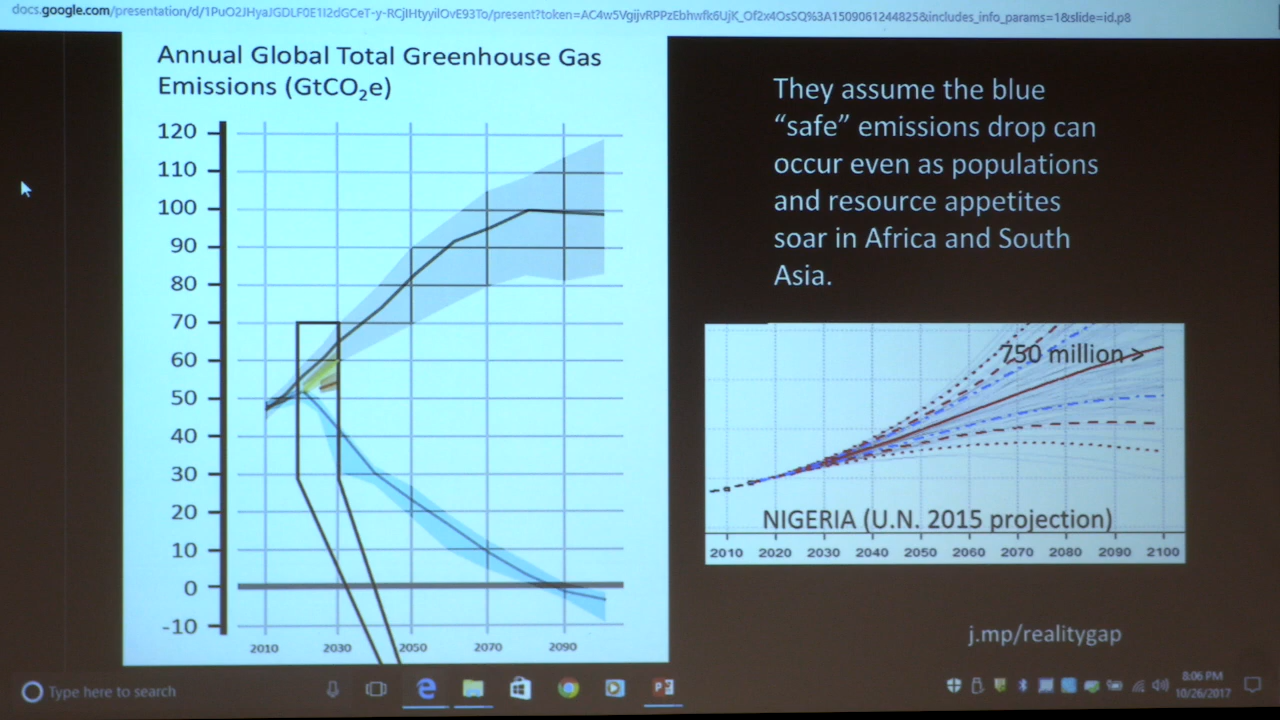 docs.google.com/presentation/d/1PuO2JHyaJGDLF0E1I2dGCeT-y-RCjIHtyyilOvE93To/present?token=AC4w5VgijvRPPzEbhwfk6UjK_Of2x4OsSQ%3A1509061244825&includes_info_params=1&slide=id.p8
Annual Global Total Greenhouse Gas
Emissions (GtCO₂e)
120
110
100
90
80
70
60
50
40
30
20
10
0
-10
2010 2030 2050 2070 2090
They assume the blue
“safe” emissions drop can
occur even as populations
and resource appetites
soar in Africa and South
Asia.
750 million >
NIGERIA (U.N. 2015 projection)
2010 2020 2030 2040 2050 2060 2070 2080 2090 2100
j.mp/realitygap
Type here to search
8:06 PM
10/26/2017